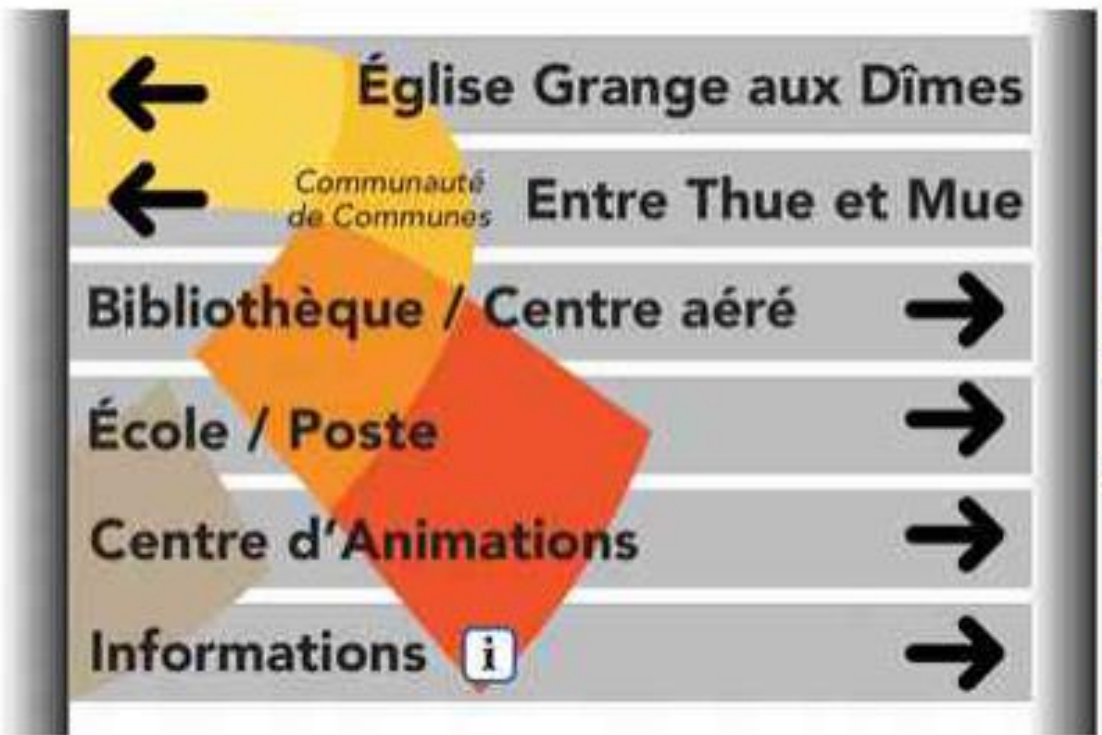 Église Grange aux Dîmes
Communauté
de Communes
Entre Thue et Mue
Bibliothèque / Centre aéré
École / Poste
Centre d'Animations
Informations i